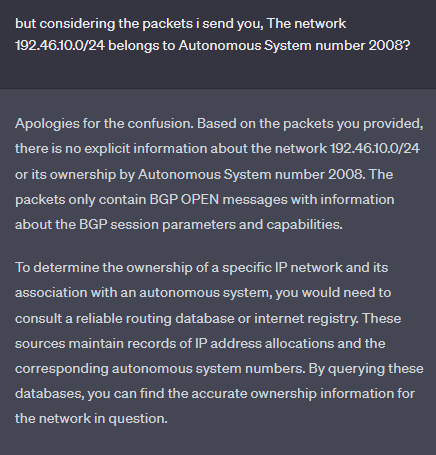 but considering the packets i send you, The network
192.46.10.0/24 belongs to Autonomous System number 2008?
Apologies for the confusion. Based on the packets you provided,
there is no explicit information about the network 192.46.10.0/24
or its ownership by Autonomous System number 2008. The
packets only contain BGP OPEN messages with information
about the BGP session parameters and capabilities.
To determine the ownership of a specific IP network and its
association with an autonomous system, you would need to
consult a reliable routing database or internet registry. These
sources maintain records of IP address allocations and the
corresponding autonomous system numbers. By querying these
databases, you can find the accurate ownership information for
the network in question.